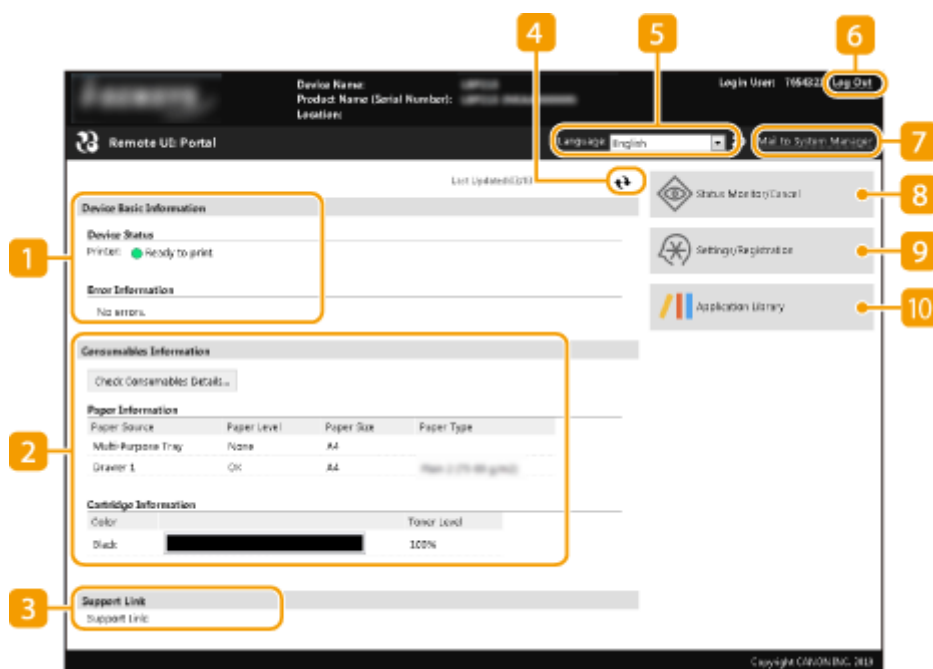 4
5
6
Device Name:
Login User: Log Out
Product Name (Serial Number):
Location:
Remote UI: Portal
Language English
Mail to System Manager
7
Last Updated:
Status Monitor/Cancel
8
Device Basic Information
Device Status
1
Printer: Ready to print
Settings/Registration
9
Error Information
No errors.
Application Library
10
Consumables Information
Check Consumables Details...
Paper Information
Paper Source Paper Level Paper Size Paper Type
2
Multi-Purpose Tray None A4
Drawer 1 OK A4
Cartridge Information
Color Toner Level
Black 100%
3
Support Link
Support Link:
Copyright CANON INC. 2018